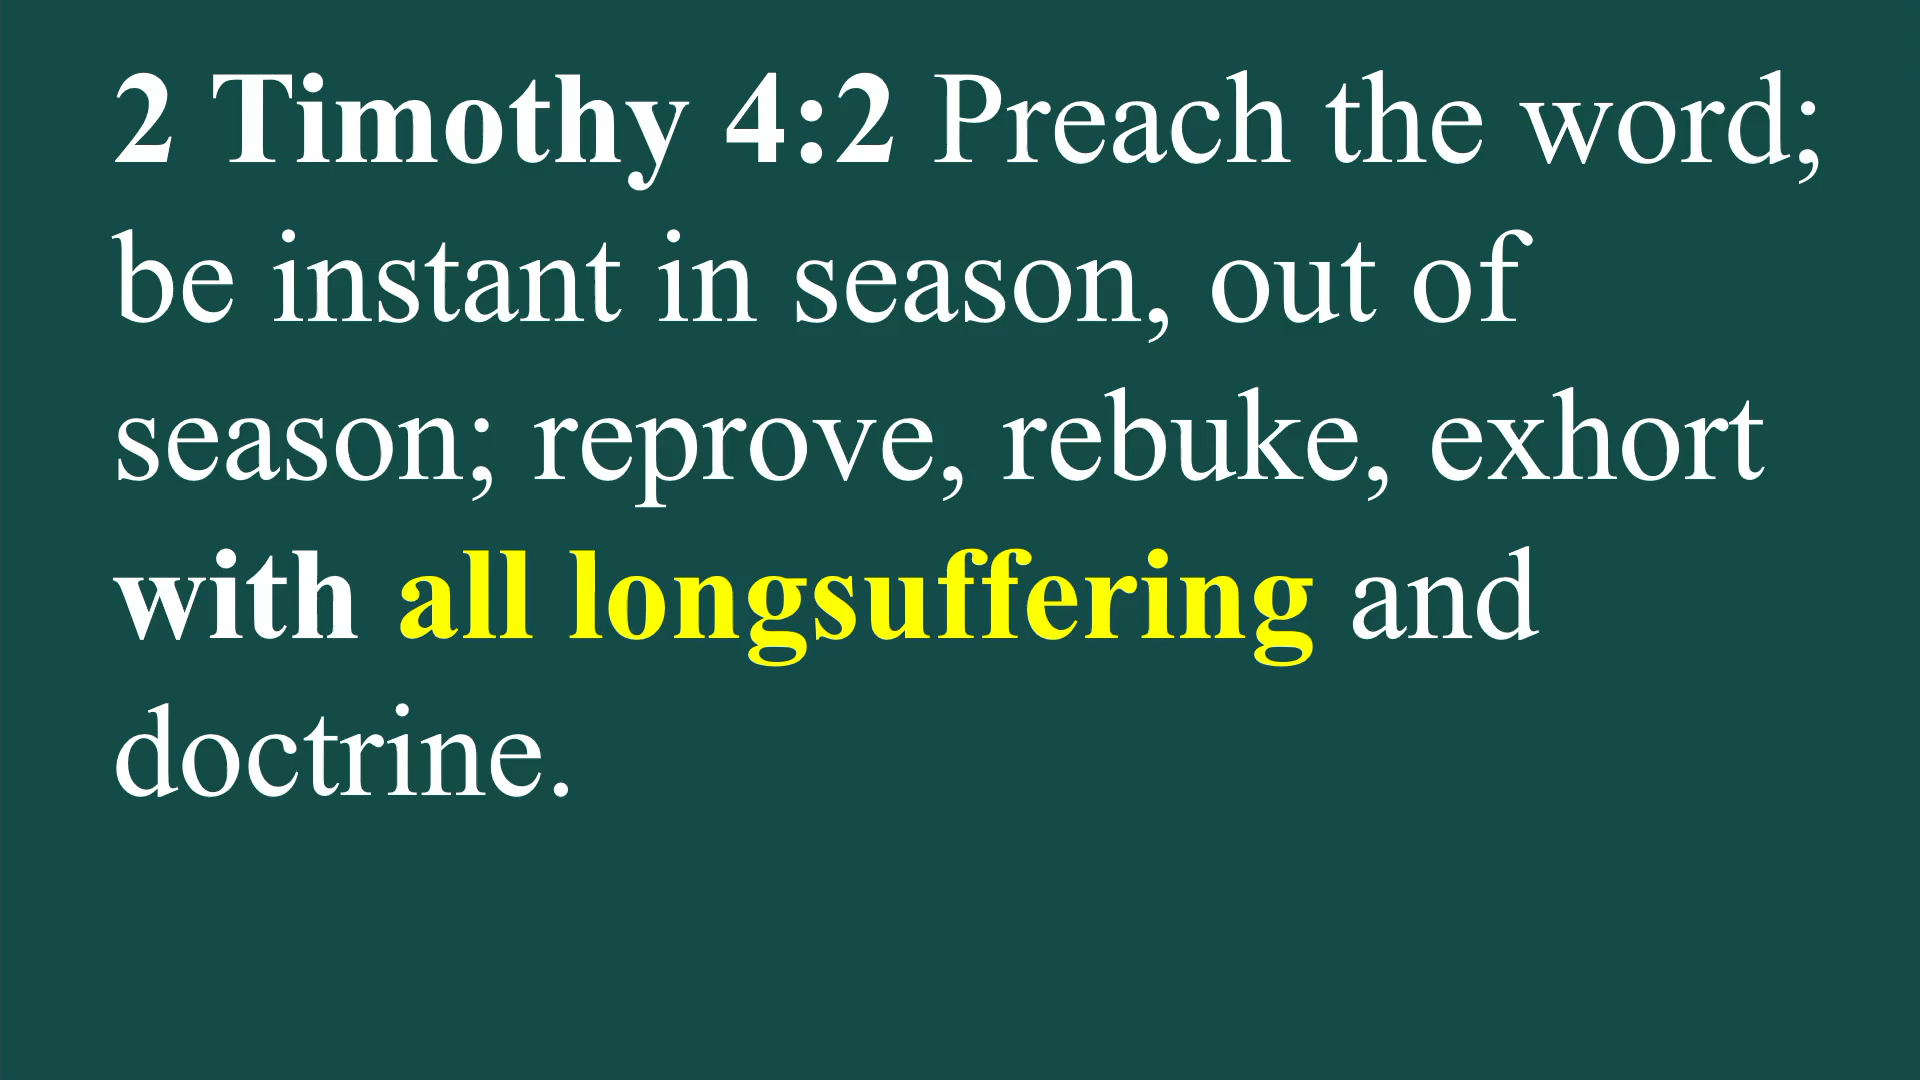 2 Timothy 4:2 Preach the word;
be instant in season, out of
season; reprove, rebuke, exhort
with all longsuffering and
doctrine.